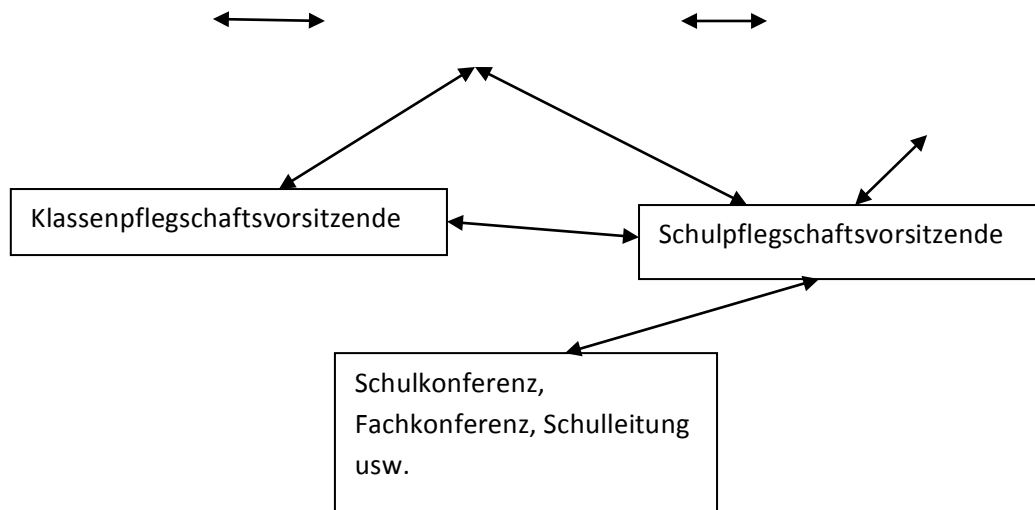 Klassenpflegschaftsvorsitzende
Schulpflegschaftsvorsitzende
Schulkonferenz,
Fachkonferenz, Schulleitung
usw.